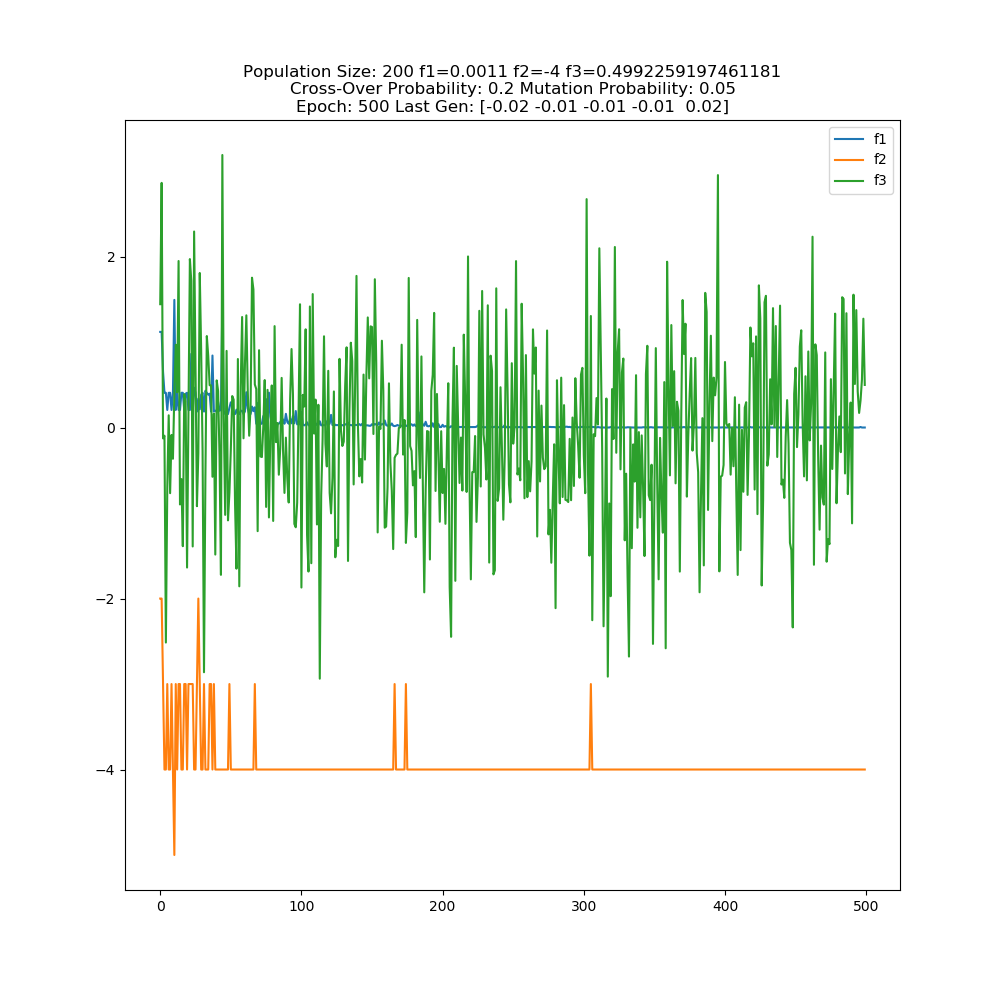 Population Size: 200 f1=0.0011 f2=-4 f3=0.4992259197461181
Cross-Over Probability: 0.2 Mutation Probability: 0.05
Epoch: 500 Last Gen: [-0.02 -0.01 -0.01 -0.01  0.02]
f1
f2
f3
2
0
−2
−4
0
100
200
300
400
500